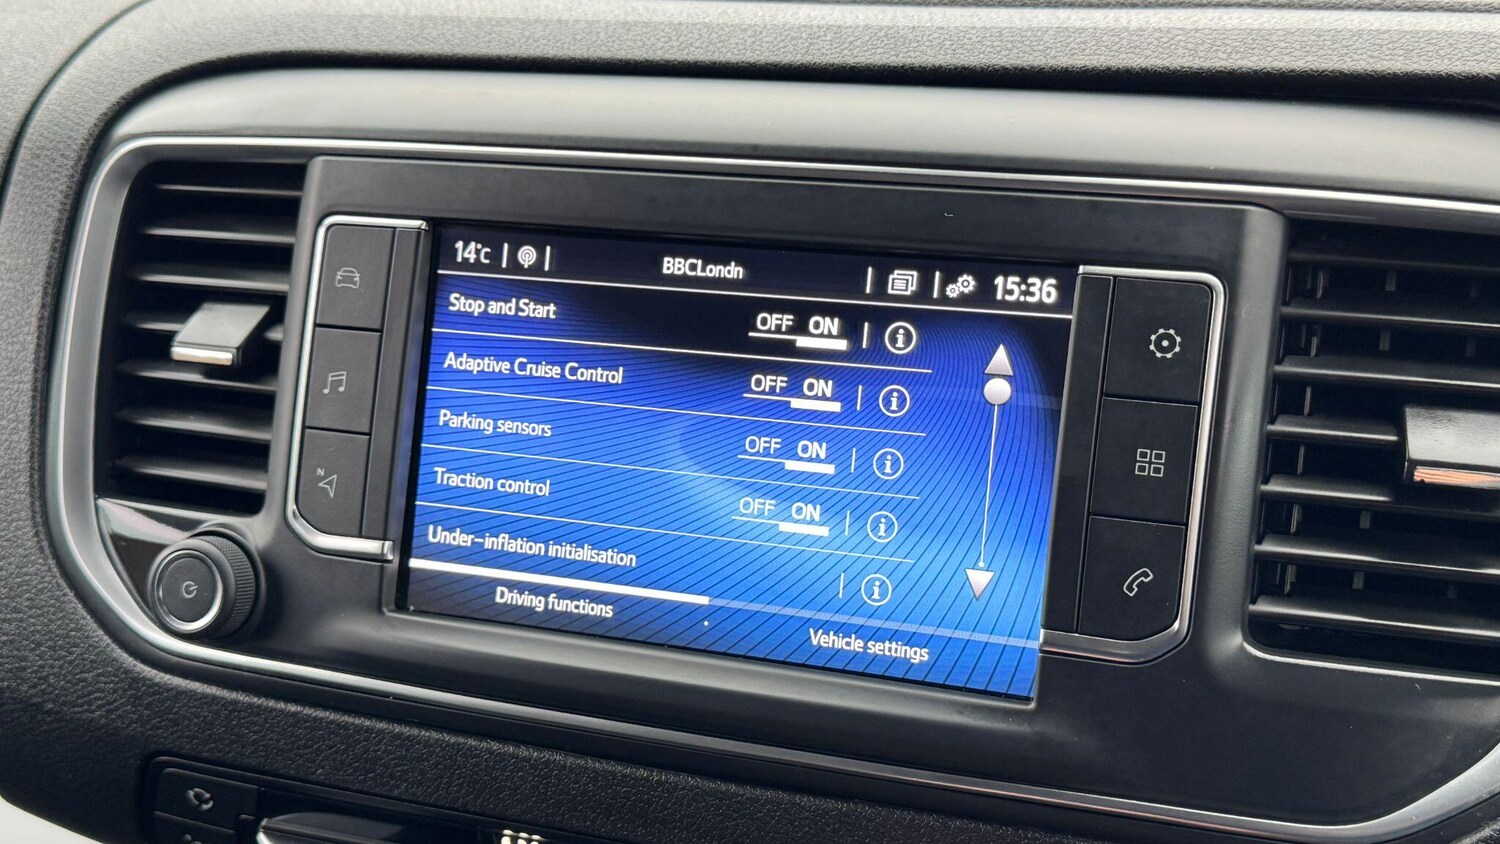 14°c BBCLondn 15:36
Stop and Start OFF ON i
Adaptive Cruise Control OFF ON i
Parking sensors OFF ON i
Traction control OFF ON i
Under-inflation initialisation i
Driving functions Vehicle settings
N